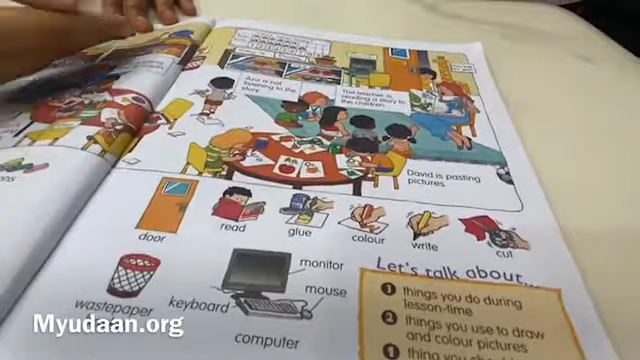 Azra is not
listening to the
story.
The teacher is
reading a story to
the children.
David is pasting
pictures.
door
read
glue
colour
write
cut
monitor
mouse
keyboard
wastepaper
computer
Let's talk about...
1 things you do during
lesson-time
2 things you use to draw
and colour pictures
Myudaan.org